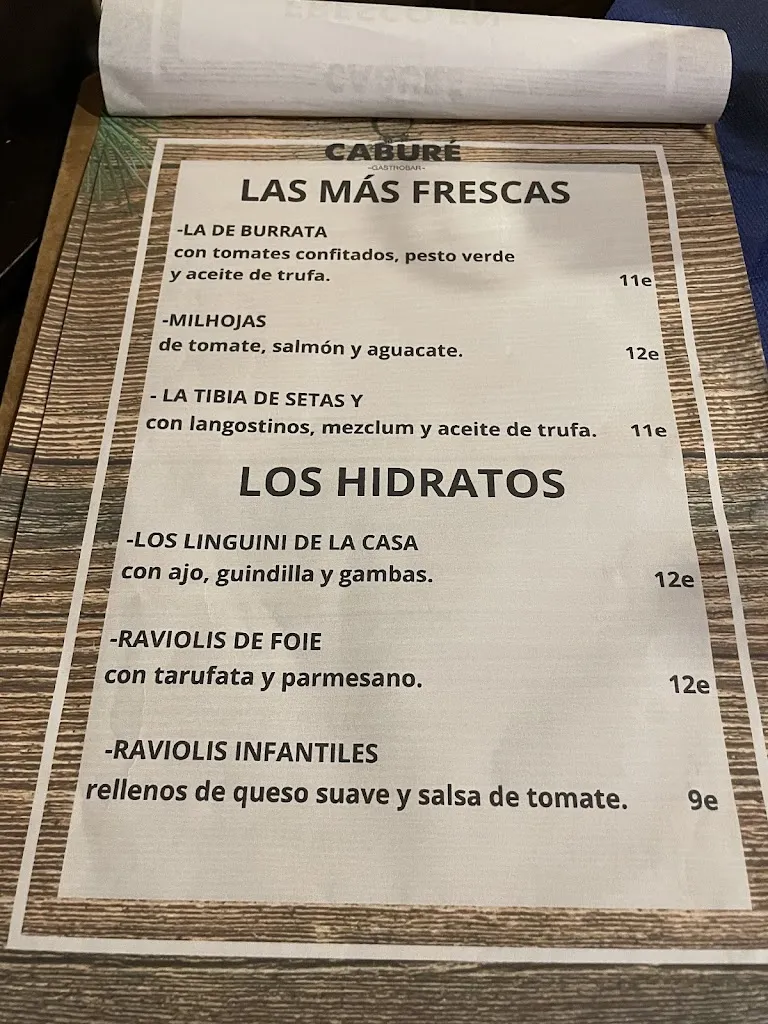 CABURÉ
-GASTROBAR-
LAS MÁS FRESCAS
-LA DE BURRATA
con tomates confitados, pesto verde
y aceite de trufa.
11e
-MILHOJAS
de tomate, salmón y aguacate. 12e
- LA TIBIA DE SETAS Y
con langostinos, mezclum y aceite de trufa. 11e
LOS HIDRATOS
-LOS LINGUINI DE LA CASA
con ajo, guindilla y gambas. 12e
-RAVIOLIS DE FOIE
con tarufata y parmesano. 12e
-RAVIOLIS INFANTILES
rellenos de queso suave y salsa de tomate. 9e